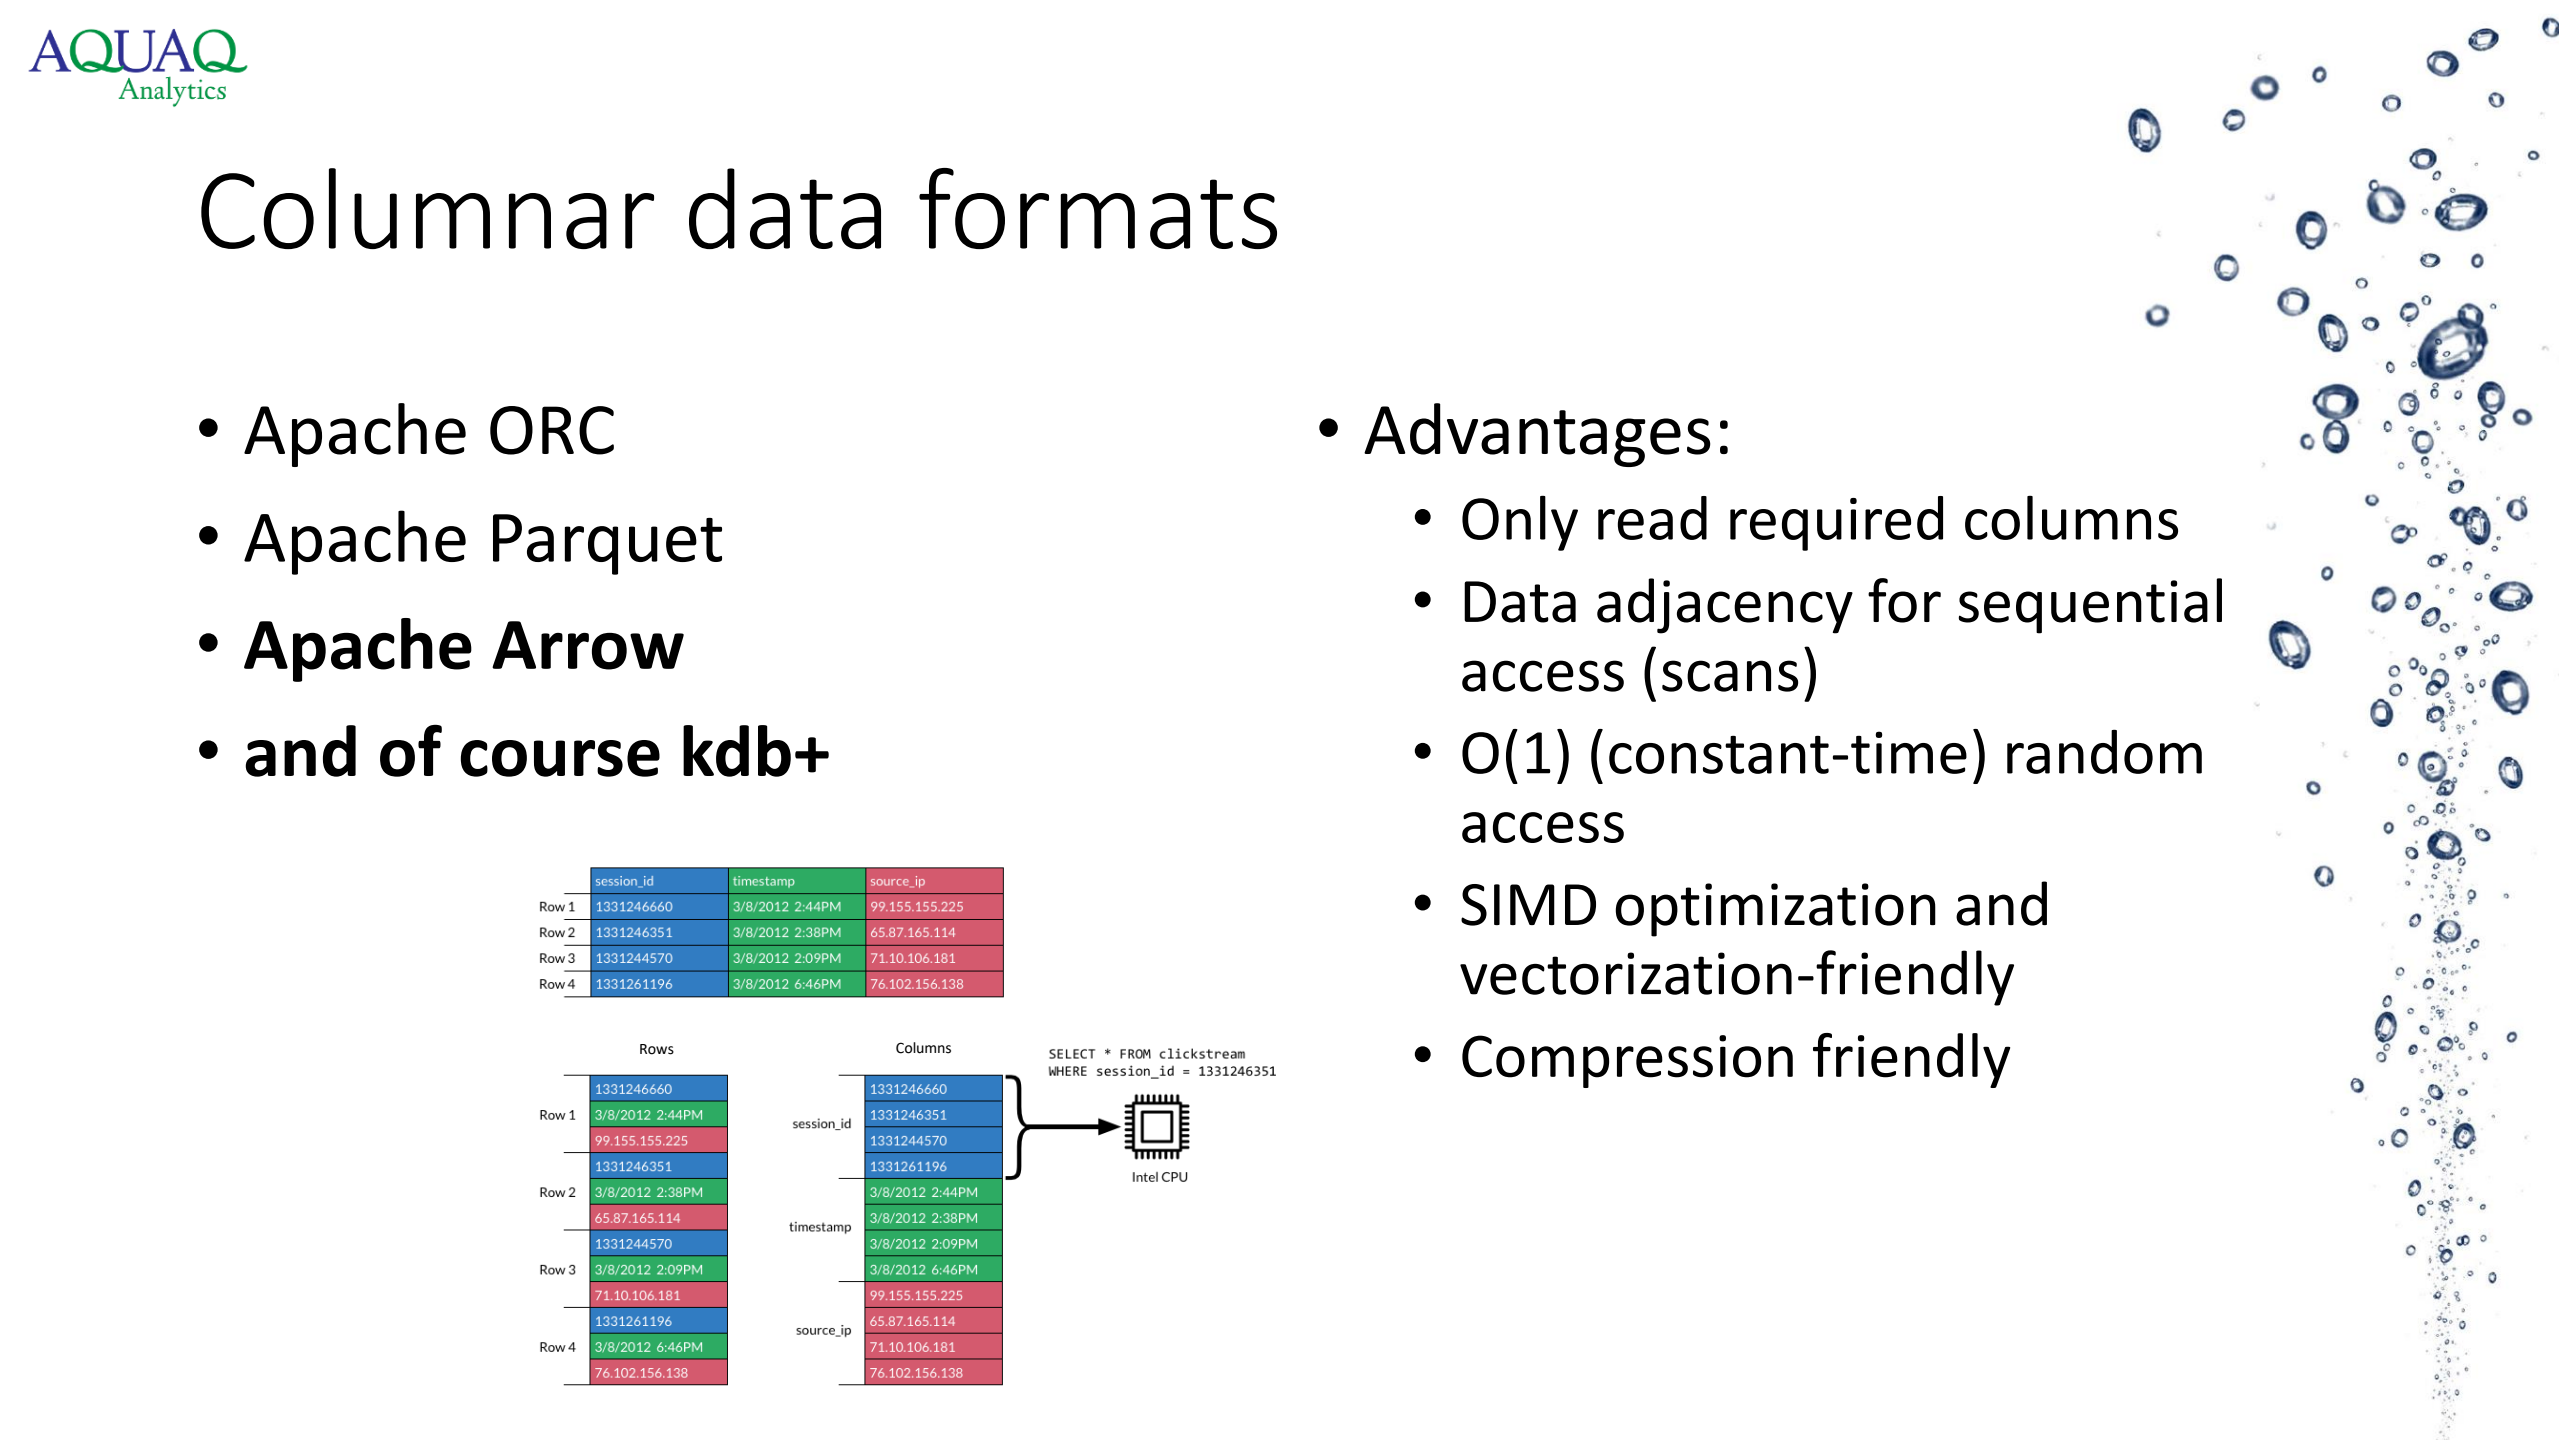 AQUAQ
Analytics
Columnar data formats
• Apache ORC
• Apache Parquet
• Apache Arrow
• and of course kdb+
• Advantages:
• Only read required columns
• Data adjacency for sequential
access (scans)
• O(1) (constant-time) random
access
• SIMD optimization and
vectorization-friendly
• Compression friendly
session_id timestamp source_ip
Row 1 1331246660 3/8/2012 2:44PM 99.155.155.225
Row 2 1331246351 3/8/2012 2:38PM 65.87.165.114
Row 3 1331244570 3/8/2012 2:09PM 71.10.106.181
Row 4 1331261196 3/8/2012 6:46PM 76.102.156.138
Rows
Row 1
1331246660
3/8/2012 2:44PM
99.155.155.225
Row 2
1331246351
3/8/2012 2:38PM
65.87.165.114
Row 3
1331244570
3/8/2012 2:09PM
71.10.106.181
Row 4
1331261196
3/8/2012 6:46PM
76.102.156.138
Columns
session_id
1331246660
1331246351
1331244570
1331261196
timestamp
3/8/2012 2:44PM
3/8/2012 2:38PM
3/8/2012 2:09PM
3/8/2012 6:46PM
source_ip
99.155.155.225
65.87.165.114
71.10.106.181
76.102.156.138
SELECT * FROM clickstream
WHERE session_id = 1331246351
Intel CPU